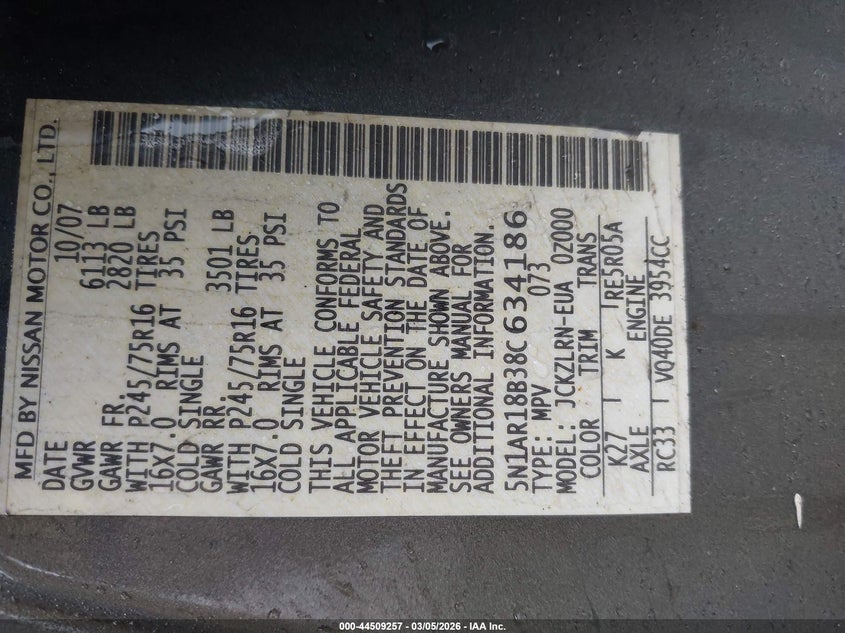 MFD BY NISSAN MOTOR CO., LTD.
DATE 10/07
GVWR 6113 LB
GAWR FR. 2820 LB
WITH P245/75R16 TIRES
16X7.0 RIMS AT 35 PSI
COLD SINGLE
GAWR RR. 3501 LB
WITH P245/75R16 TIRES
16X7.0 RIMS AT 35 PSI
COLD SINGLE
THIS VEHICLE CONFORMS TO
ALL APPLICABLE FEDERAL
MOTOR VEHICLE SAFETY AND
THEFT PREVENTION STANDARDS
IN EFFECT ON THE DATE OF
MANUFACTURE SHOWN ABOVE.
SEE OWNERS MANUAL FOR
ADDITIONAL INFORMATION.
5N1AR18B38C634186
TYPE: MPV 073
MODEL: JCKZLRN-EUA 0Z000
COLOR TRIM TRANS
K27 K RE5R05A
AXLE ENGINE
RC33 VQ40DE 3954CC
000-44509257 - 03/05/2026 - IAA Inc.